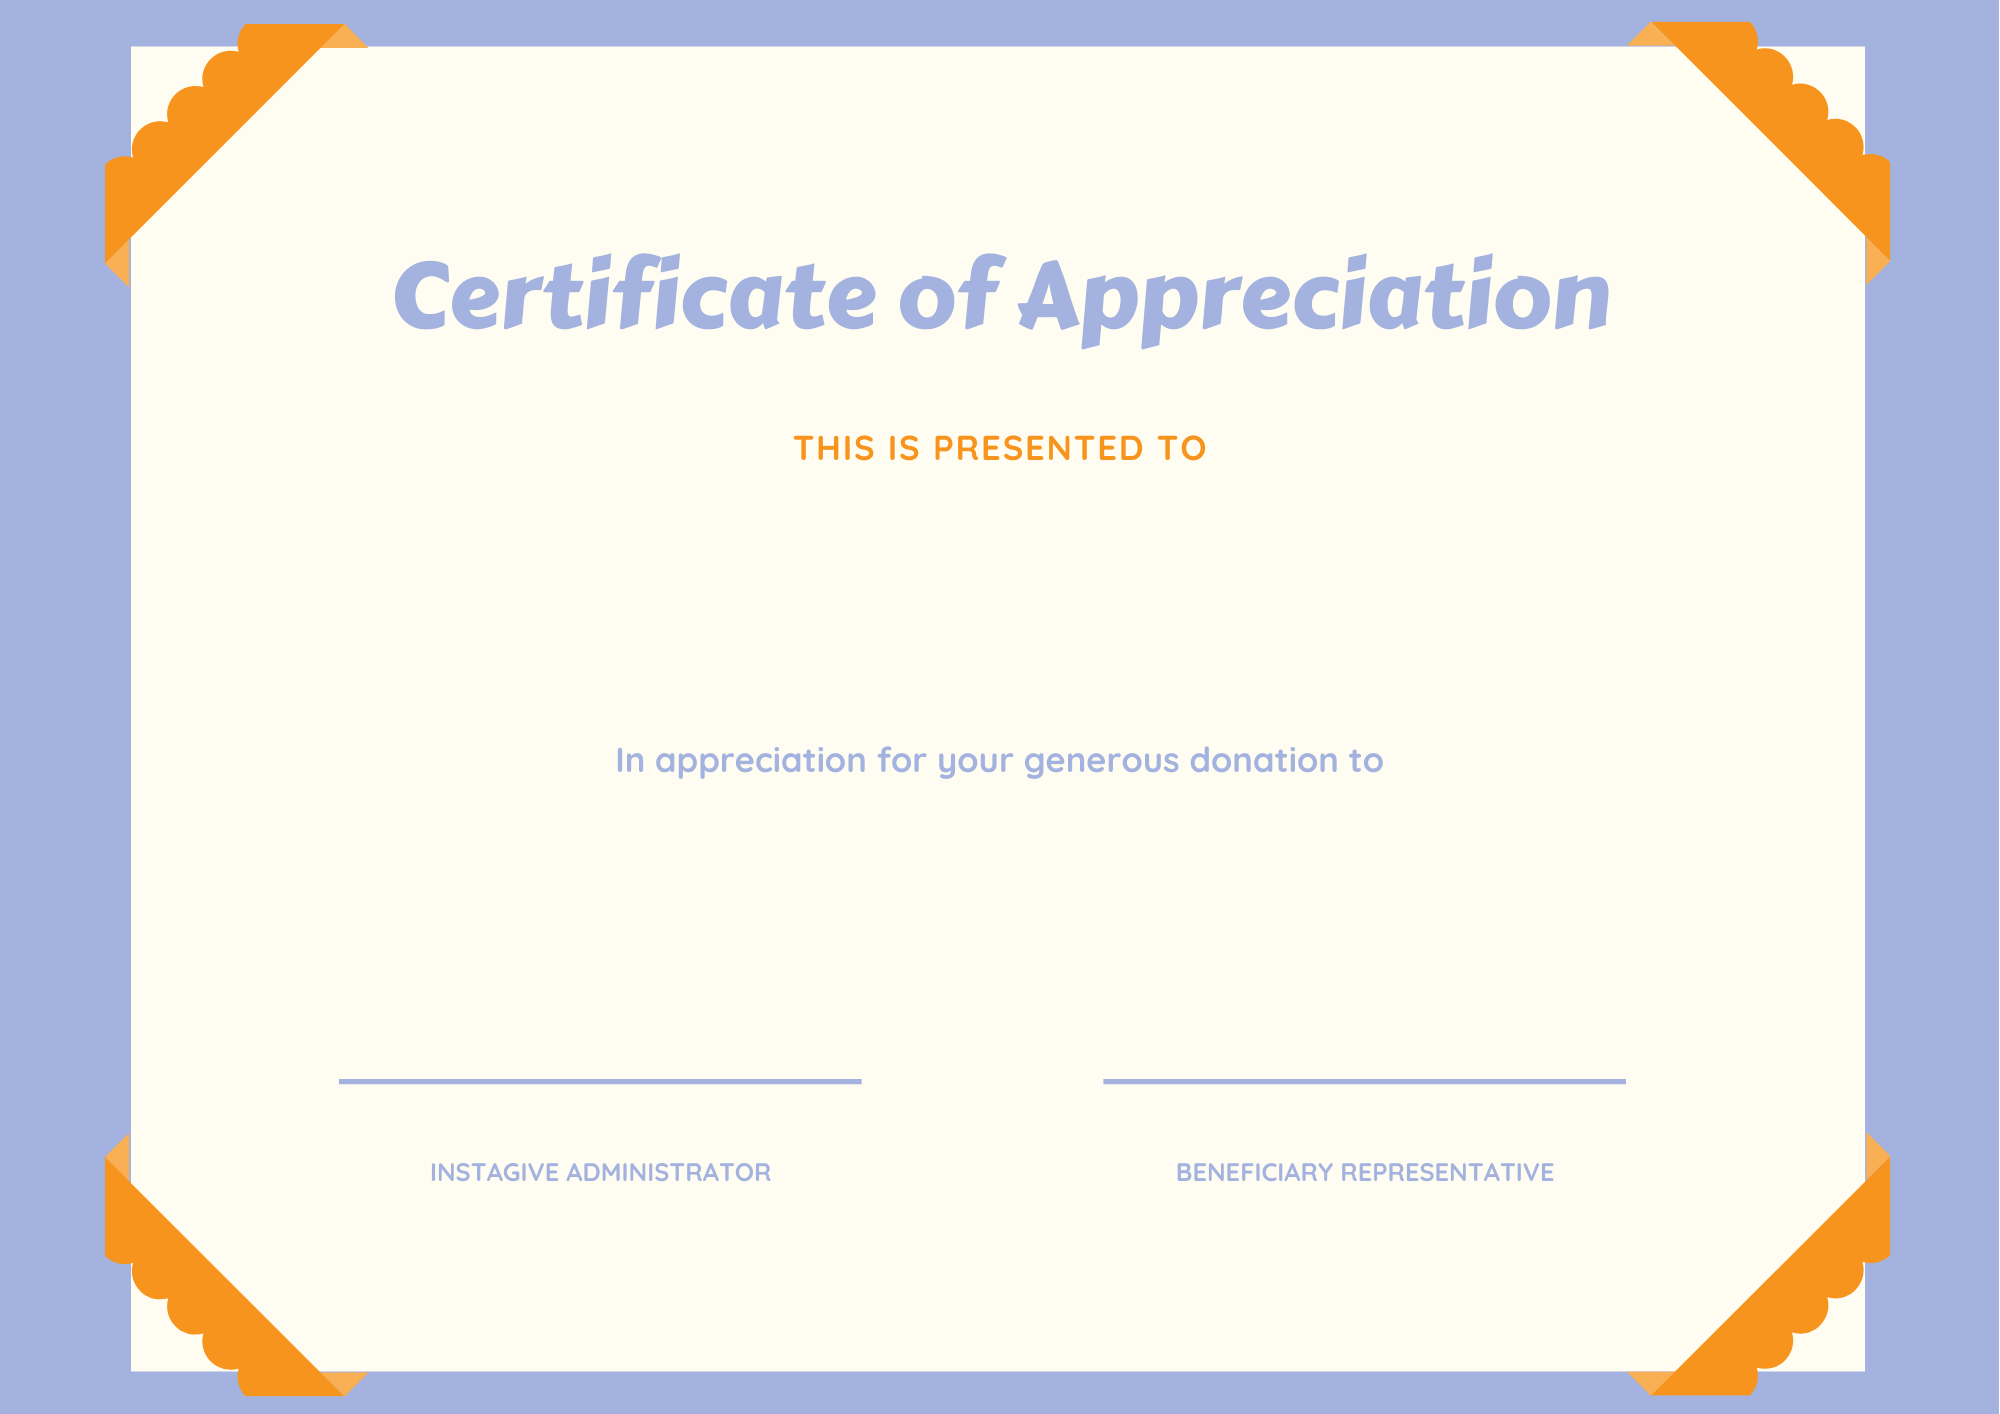 Certificate of Appreciation
THIS IS PRESENTED TO
In appreciation for your generous donation to
INSTAGIVE ADMINISTRATOR
BENEFICIARY REPRESENTATIVE